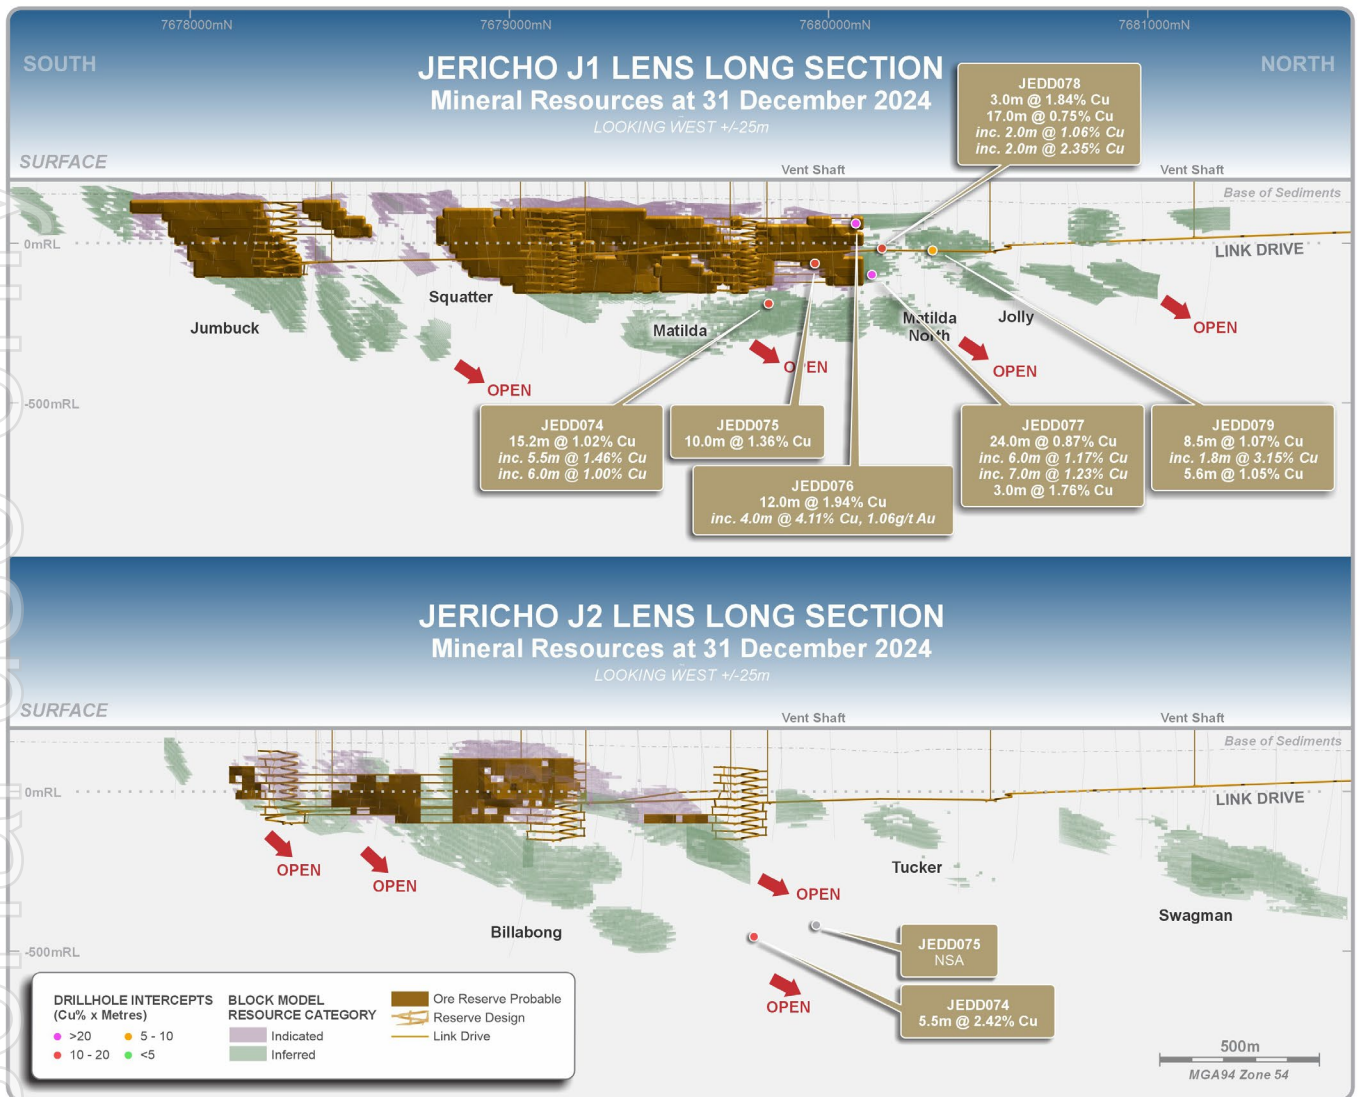 7678000mN
7679000mN
7680000mN
7681000mN
SOUTH
NORTH
JERICHO J1 LENS LONG SECTION
Mineral Resources at 31 December 2024
LOOKING WEST +/-25m
JEDD078
3.0m @ 1.84% Cu
17.0m @ 0.75% Cu
inc. 2.0m @ 1.06% Cu
inc. 2.0m @ 2.35% Cu
SURFACE
Vent Shaft
Vent Shaft
Base of Sediments
0mRL
LINK DRIVE
Squatter
Jumbuck
Matilda
Matilda
North
Jolly
OPEN
OPEN
OPEN
OPEN
-500mRL
JEDD074
15.2m @ 1.02% Cu
inc. 5.5m @ 1.46% Cu
inc. 6.0m @ 1.00% Cu
JEDD075
10.0m @ 1.36% Cu
JEDD076
12.0m @ 1.94% Cu
inc. 4.0m @ 4.11% Cu, 1.06g/t Au
JEDD077
24.0m @ 0.87% Cu
inc. 6.0m @ 1.17% Cu
inc. 7.0m @ 1.23% Cu
3.0m @ 1.76% Cu
JEDD079
8.5m @ 1.07% Cu
inc. 1.8m @ 3.15% Cu
5.6m @ 1.05% Cu
JERICHO J2 LENS LONG SECTION
Mineral Resources at 31 December 2024
LOOKING WEST +/-25m
SURFACE
Vent Shaft
Vent Shaft
Base of Sediments
0mRL
LINK DRIVE
OPEN
OPEN
Tucker
OPEN
Billabong
Swagman
-500mRL
JEDD075
NSA
OPEN
JEDD074
5.5m @ 2.42% Cu
DRILLHOLE INTERCEPTS
(Cu% x Metres)
>20
5 - 10
10 - 20
<5
BLOCK MODEL
RESOURCE CATEGORY
Indicated
Inferred
Ore Reserve Probable
Reserve Design
Link Drive
500m
MGA94 Zone 54